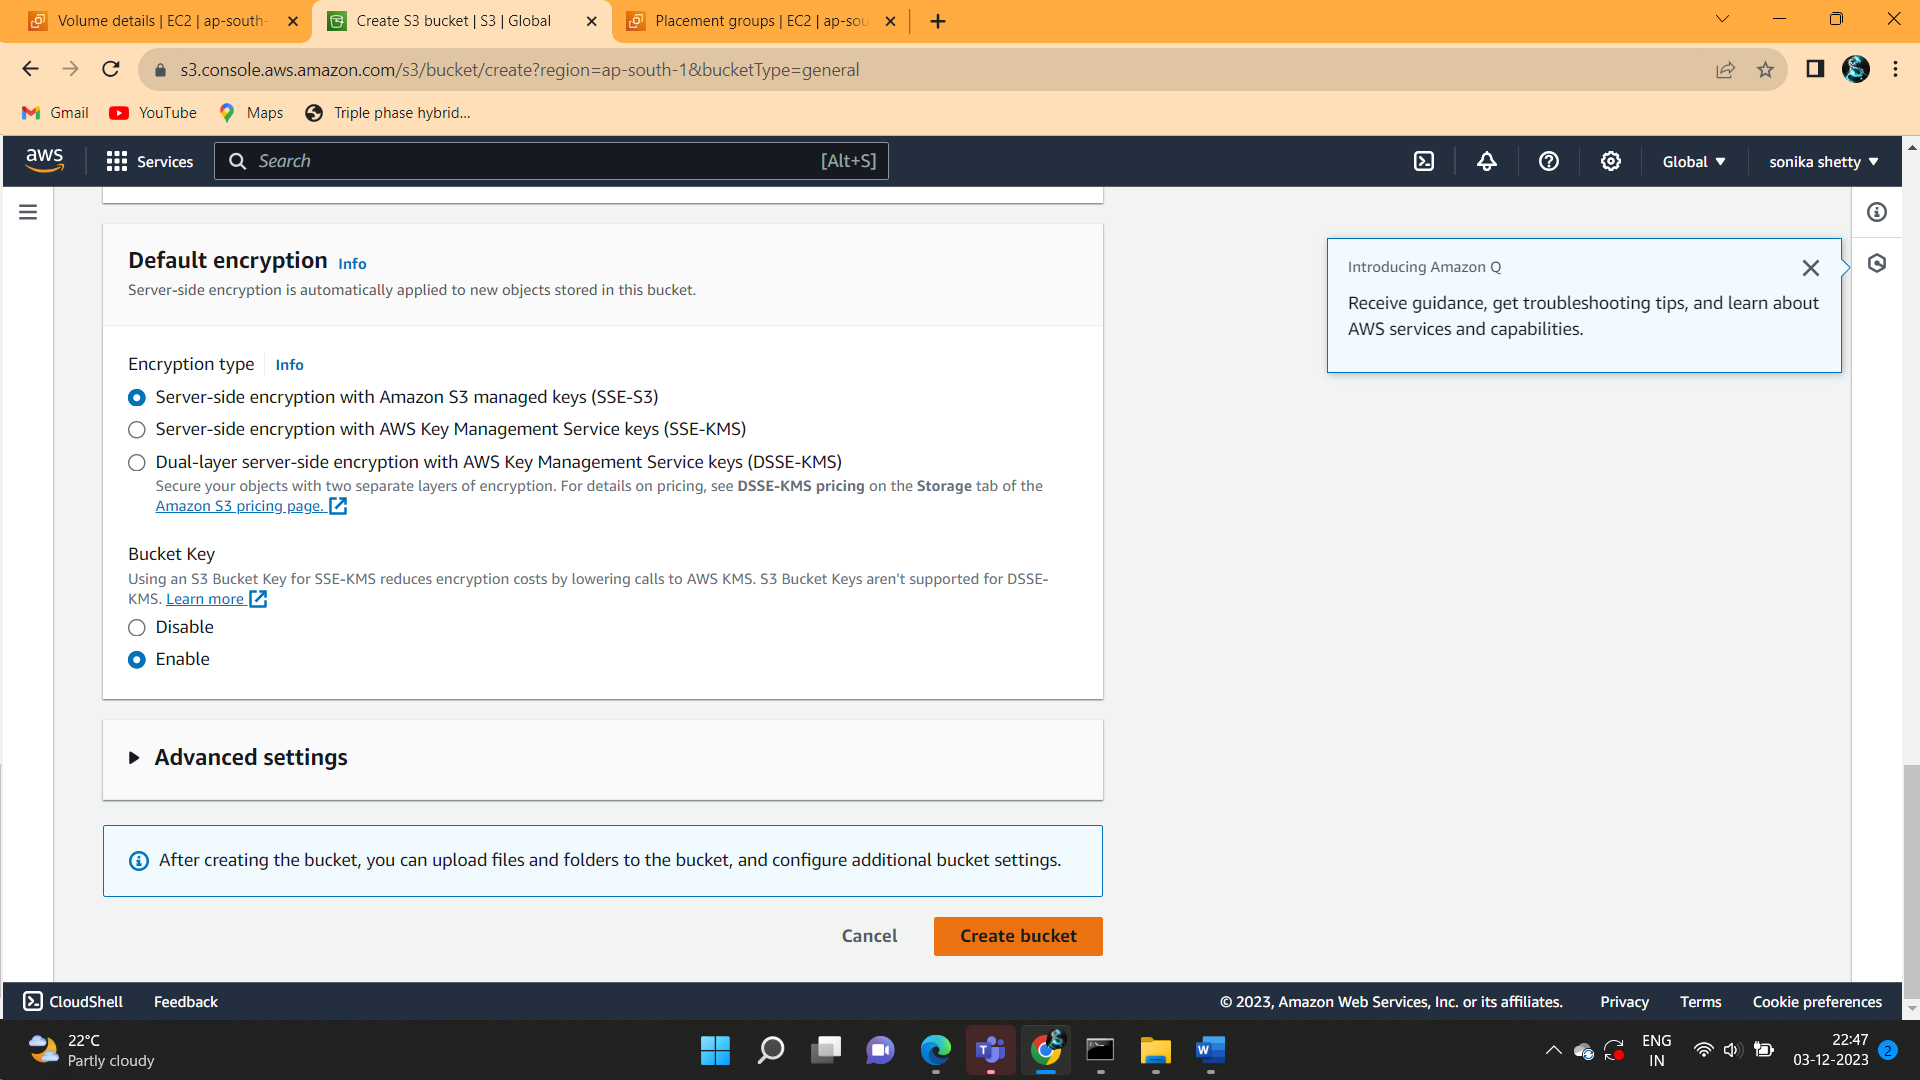 Volume details | EC2 | ap-south-
Create S3 bucket | S3 | Global
Placement groups | EC2 | ap-sou
s3.console.aws.amazon.com/s3/bucket/create?region=ap-south-1&bucketType=general
Gmail
YouTube
Maps
Triple phase hybrid...
aws
Services
Search
[Alt+S]
Global
sonika shetty
Default encryption Info
Server-side encryption is automatically applied to new objects stored in this bucket.
Introducing Amazon Q
Receive guidance, get troubleshooting tips, and learn about
AWS services and capabilities.
Encryption type Info
Server-side encryption with Amazon S3 managed keys (SSE-S3)
Server-side encryption with AWS Key Management Service keys (SSE-KMS)
Dual-layer server-side encryption with AWS Key Management Service keys (DSSE-KMS)
Secure your objects with two separate layers of encryption. For details on pricing, see DSSE-KMS pricing on the Storage tab of the
Amazon S3 pricing page.
Bucket Key
Using an S3 Bucket Key for SSE-KMS reduces encryption costs by lowering calls to AWS KMS. S3 Bucket Keys aren't supported for DSSE-
KMS. Learn more
Disable
Enable
Advanced settings
After creating the bucket, you can upload files and folders to the bucket, and configure additional bucket settings.
Cancel
Create bucket
CloudShell
Feedback
© 2023, Amazon Web Services, Inc. or its affiliates.
Privacy
Terms
Cookie preferences
22°C
Partly cloudy
ENG
IN
22:47
03-12-2023
2